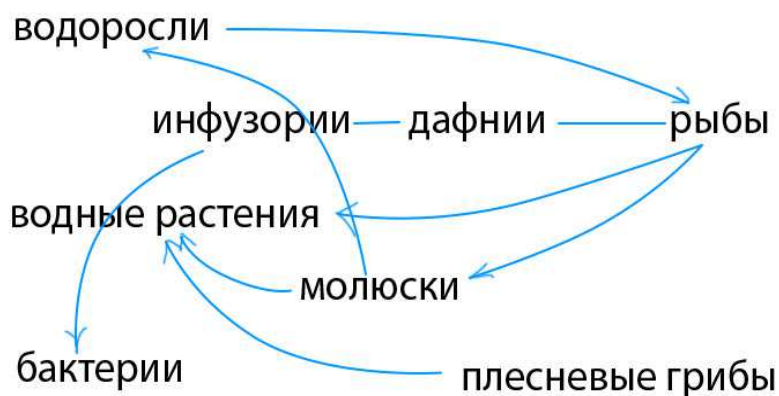 водоросли
инфузории дафнии рыбы
водные растения
молюски
бактерии
плесневые грибы